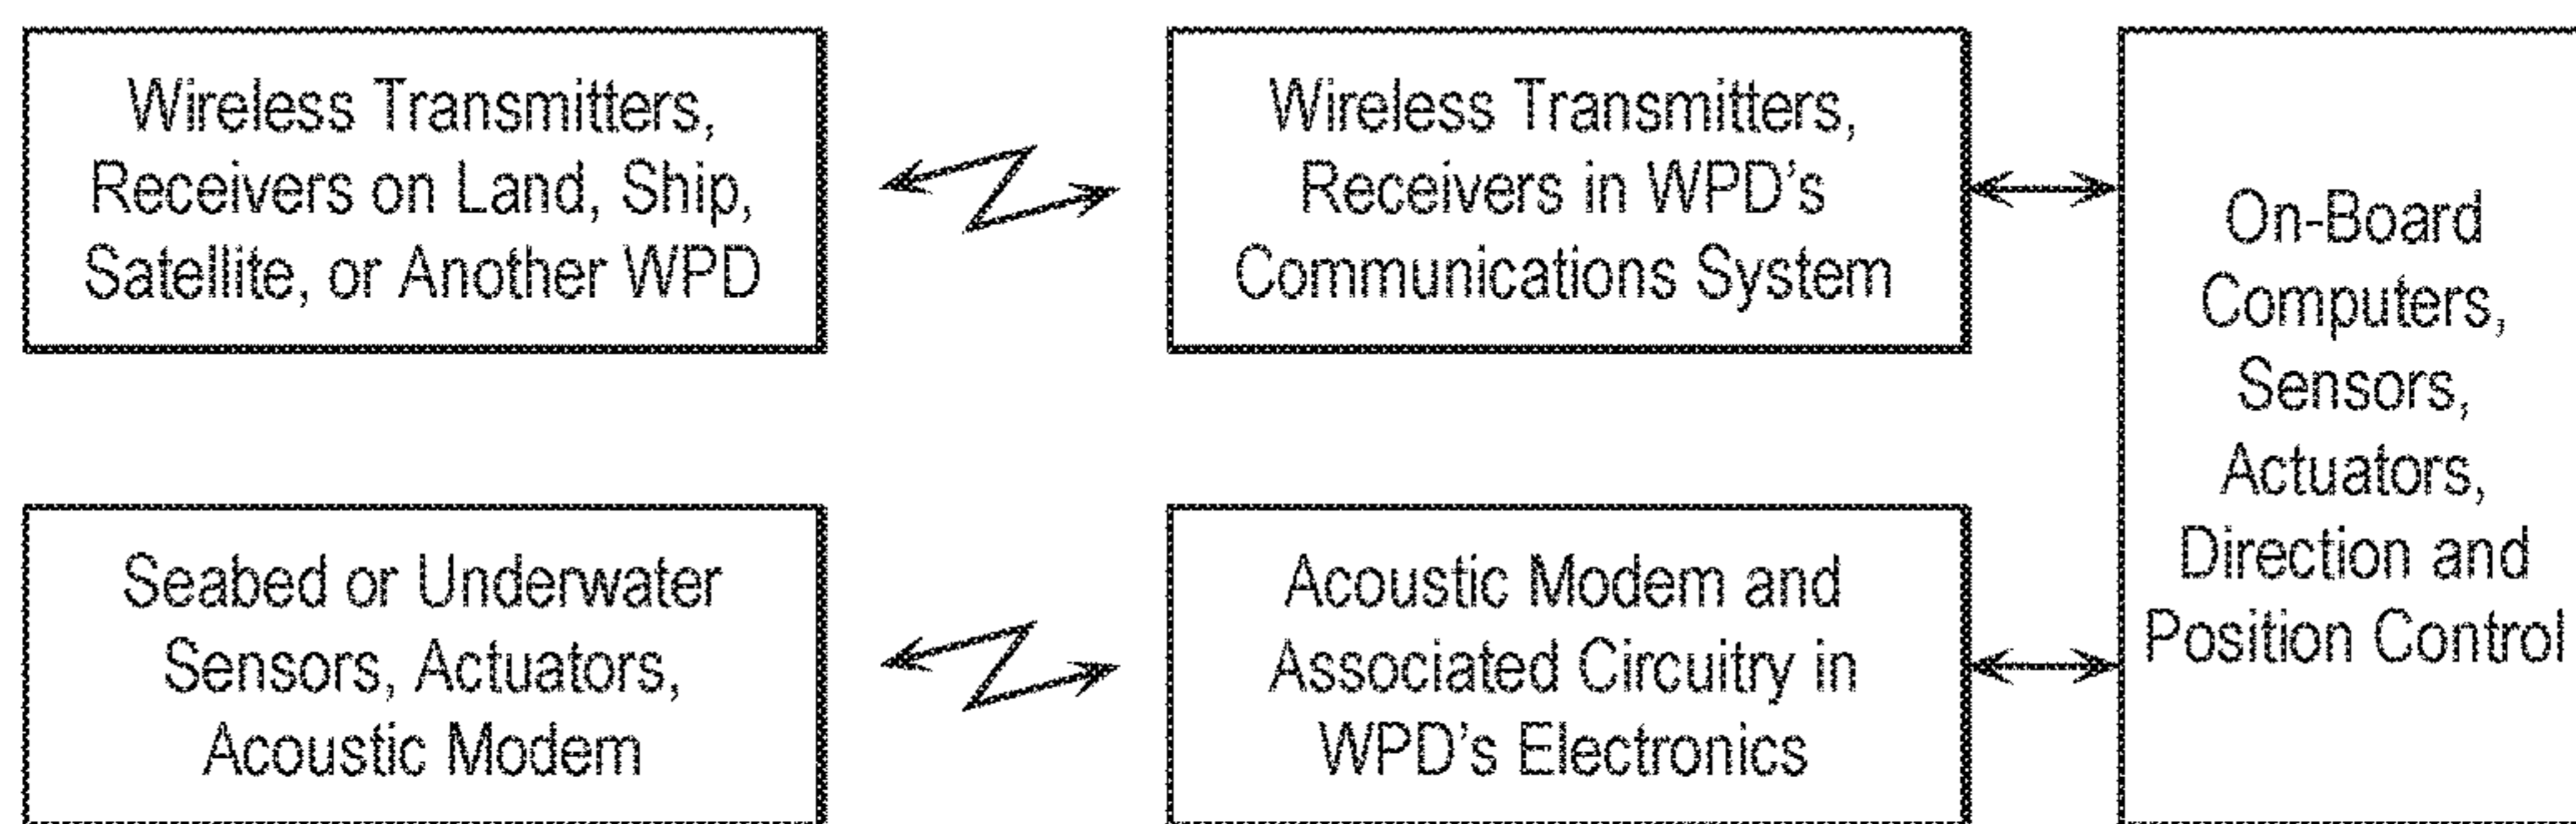 Wireless Transmitters,
Receivers on Land, Ship,
Satellite, or Another WPD
Wireless Transmitters,
Receivers in WPD's
Communications System
On-Board
Computers,
Sensors,
Actuators,
Direction and
Position Control
Seabed or Underwater
Sensors, Actuators,
Acoustic Modem
Acoustic Modem and
Associated Circuitry in
WPD's Electronics